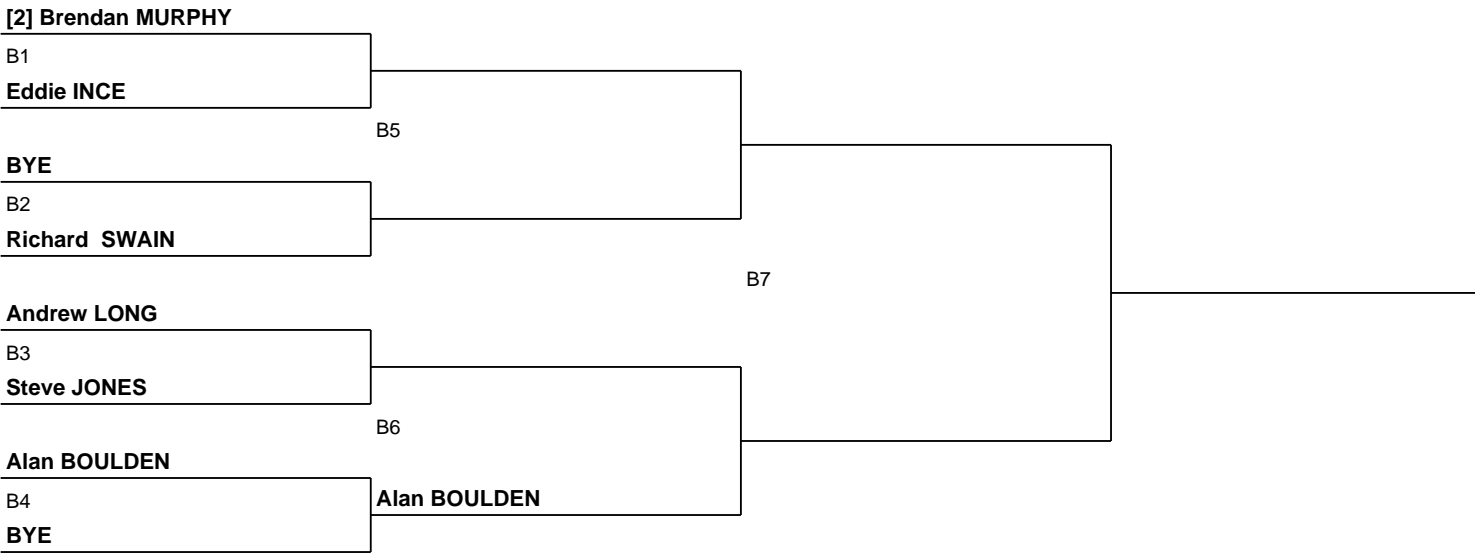 [2] Brendan MURPHY
B1
Eddie INCE
B5
BYE
B2
Richard  SWAIN
B7
Andrew LONG
B3
Steve JONES
B6
Alan BOULDEN
B4
Alan BOULDEN
BYE